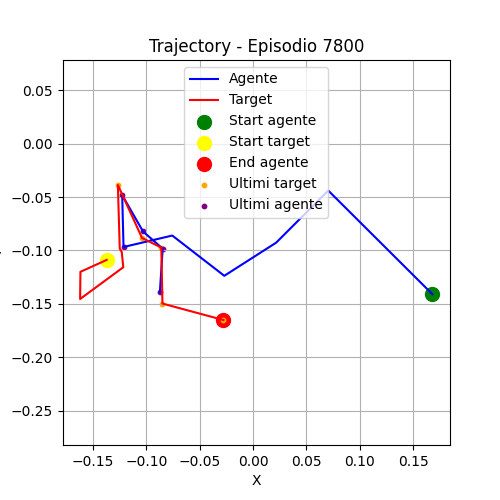 Trajectory - Episodio 7800
Agente
Target
Start agente
Start target
End agente
Ultimi target
Ultimi agente
0.05
0.00
−0.05
−0.10
−0.15
−0.20
−0.25
−0.15
−0.10
−0.05
0.00
0.05
0.10
0.15
X